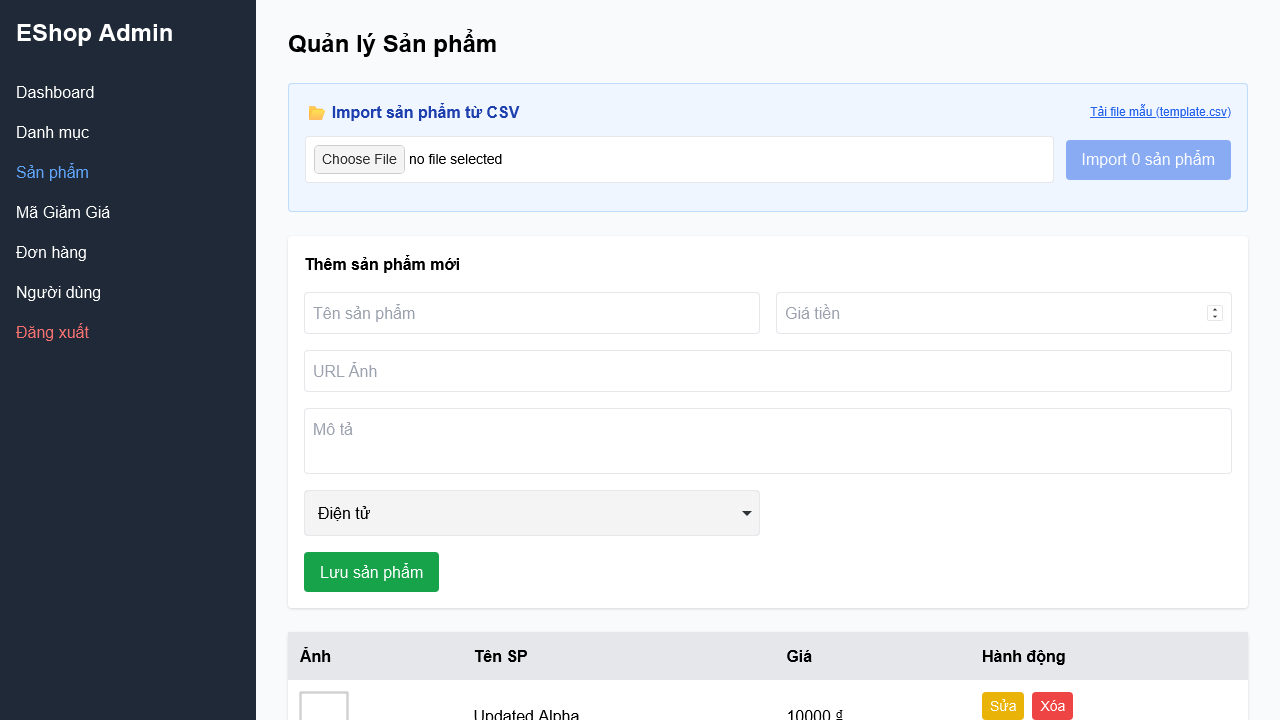 EShop Admin
Dashboard
Danh mục
Sản phẩm
Mã Giảm Giá
Đơn hàng
Người dùng
Đăng xuất
Quản lý Sản phẩm
Import sản phẩm từ CSV
Tải file mẫu (template.csv)
Choose File no file selected
Import 0 sản phẩm
Thêm sản phẩm mới
Tên sản phẩm
Giá tiền
URL Ảnh
Mô tả
Điện tử
Lưu sản phẩm
Ảnh Tên SP Giá Hành động
Updated Alpha 10000 ₫ Sửa Xóa